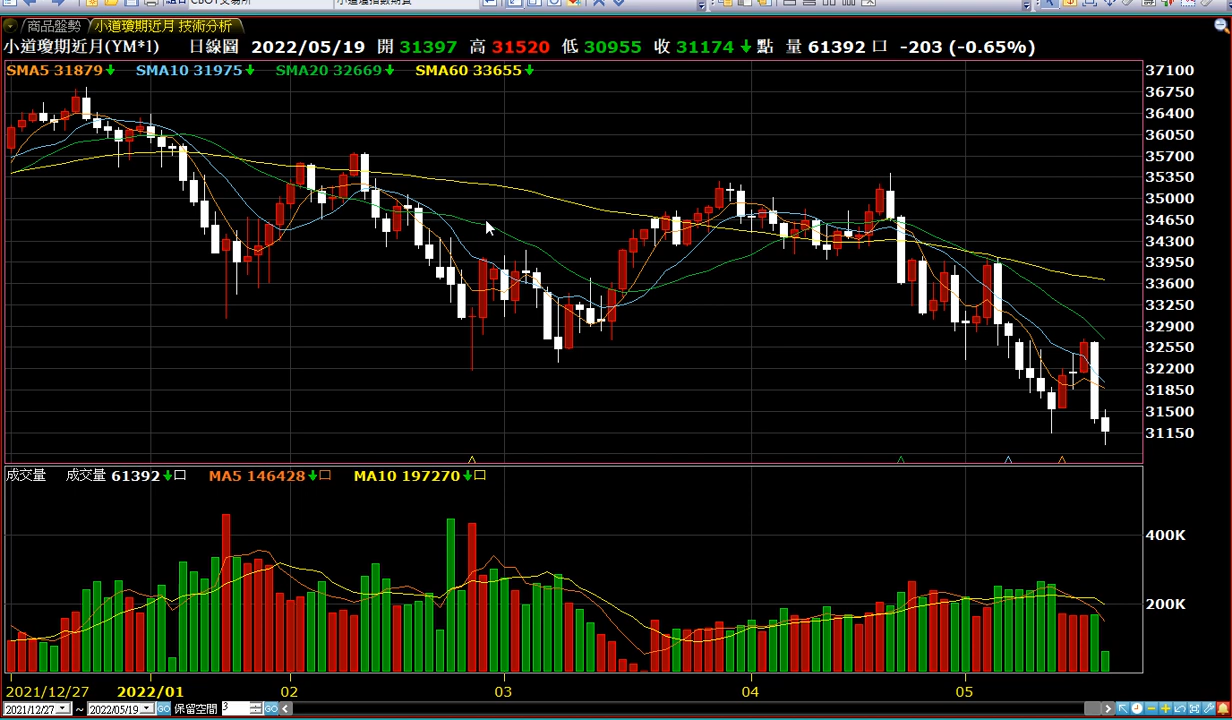 商品盤勢 小道瓊期近月 技術分析
小道瓊期近月(YM*1) 日線圖 2022/05/19 開 31397 高 31520 低 30955 收 31174 點 量 61392 口 -203 (-0.65%)
SMA5 31879 SMA10 31975 SMA20 32669 SMA60 33655
37100
36750
36400
36050
35700
35350
35000
34650
34300
33950
33600
33250
32900
32550
32200
31850
31500
31150
成交量 成交量 61392 口 MA5 146428 口 MA10 197270 口
400K
200K
2021/12/27 2022/01 02 03 04 05
2021/12/27 ~ 2022/05/19 GO 保留空間 3 GO